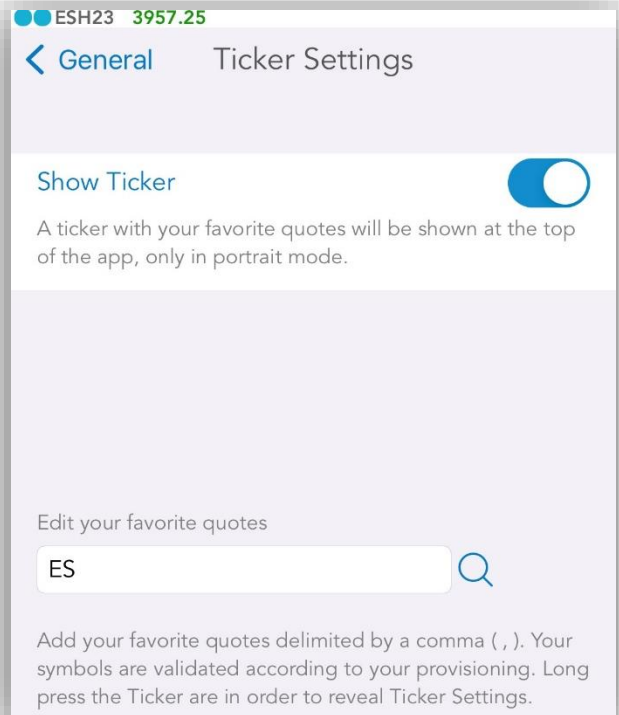 ESH23 3957.25
General Ticker Settings
Show Ticker
A ticker with your favorite quotes will be shown at the top
of the app, only in portrait mode.
Edit your favorite quotes
ES
Add your favorite quotes delimited by a comma ( , ). Your
symbols are validated according to your provisioning. Long
press the Ticker are in order to reveal Ticker Settings.